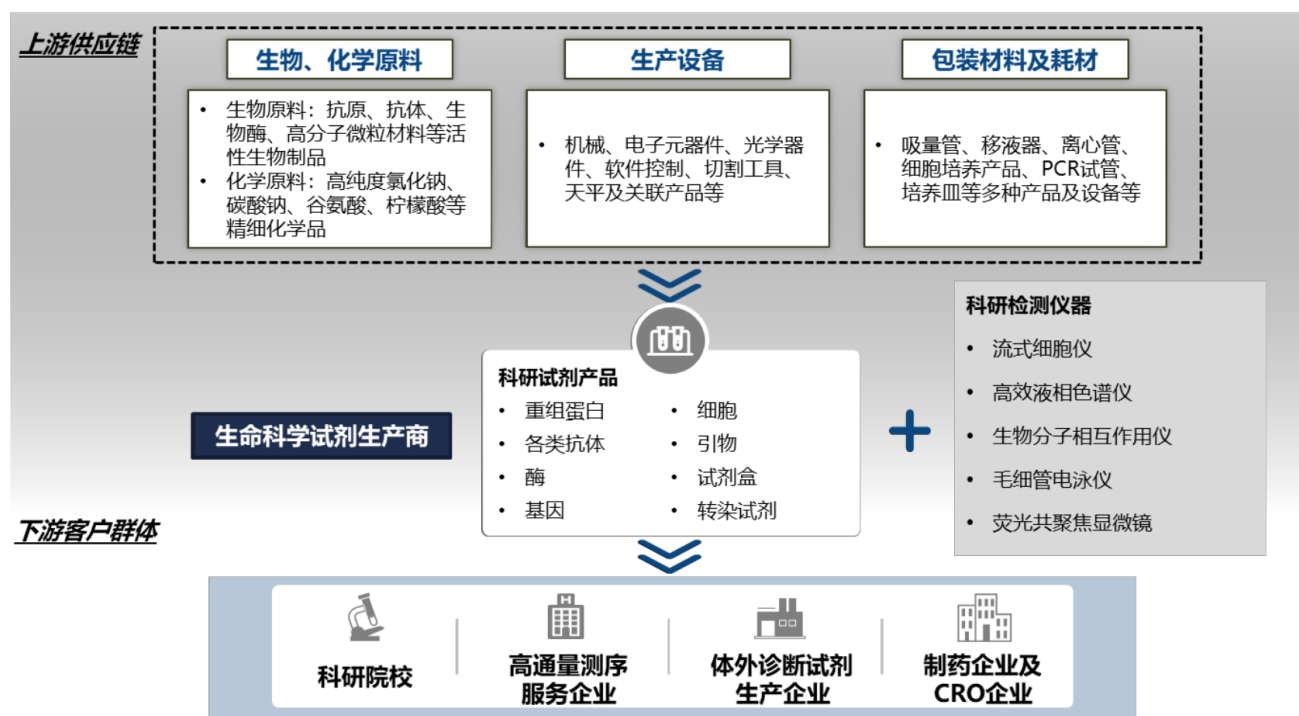 上游供应链
生物、化学原料
• 生物原料：抗原、抗体、生
物酶、高分子微粒材料等活
性生物制品
• 化学原料：高纯度氯化钠、
碳酸钠、谷氨酸、柠檬酸等
精细化学品
生产设备
• 机械、电子元器件、光学器
件、软件控制、切割工具、
天平及关联产品等
包装材料及耗材
• 吸量管、移液器、离心管、
细胞培养产品、PCR试管、
培养皿等多种产品及设备等
生命科学试剂生产商
科研试剂产品
• 重组蛋白
• 各类抗体
• 酶
• 基因
• 细胞
• 引物
• 试剂盒
• 转染试剂
科研检测仪器
• 流式细胞仪
• 高效液相色谱仪
• 生物分子相互作用仪
• 毛细管电泳仪
• 荧光共聚焦显微镜
下游客户群体
科研院校
H
高通量测序
服务企业
体外诊断试剂
生产企业
制药企业及
CRO企业